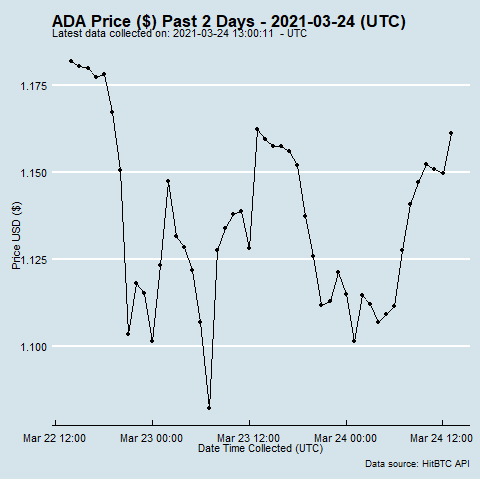 ADA Price ($) Past 2 Days - 2021-03-24 (UTC)
Latest data collected on: 2021-03-24 13:00:11  - UTC
1.175
1.150
1.125
1.100
Price USD ($)
Mar 22 12:00 Mar 23 00:00 Mar 23 12:00 Mar 24 00:00 Mar 24 12:00
Date Time Collected (UTC)
Data source: HitBTC API